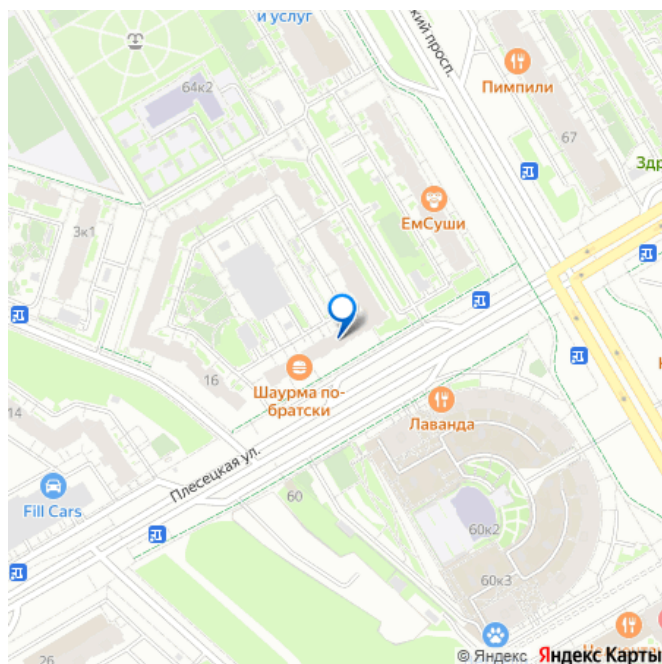 и услуг
кий просп.
Пимпили
64к2
67
Здр
ЕмСуши
3к1
16
Шаурма по-
братски
Лаванда
14
Плесецкая ул.
Fill Cars
60
60к2
60к3
26
© Яндекс Яндекс Карты